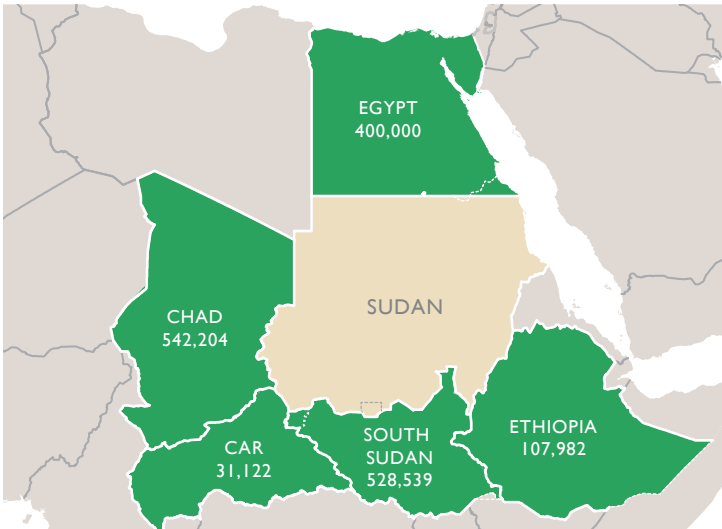 EGYPT
400,000
CHAD
542,204
SUDAN
CAR
31,122
SOUTH
SUDAN
528,539
ETHIOPIA
107,982